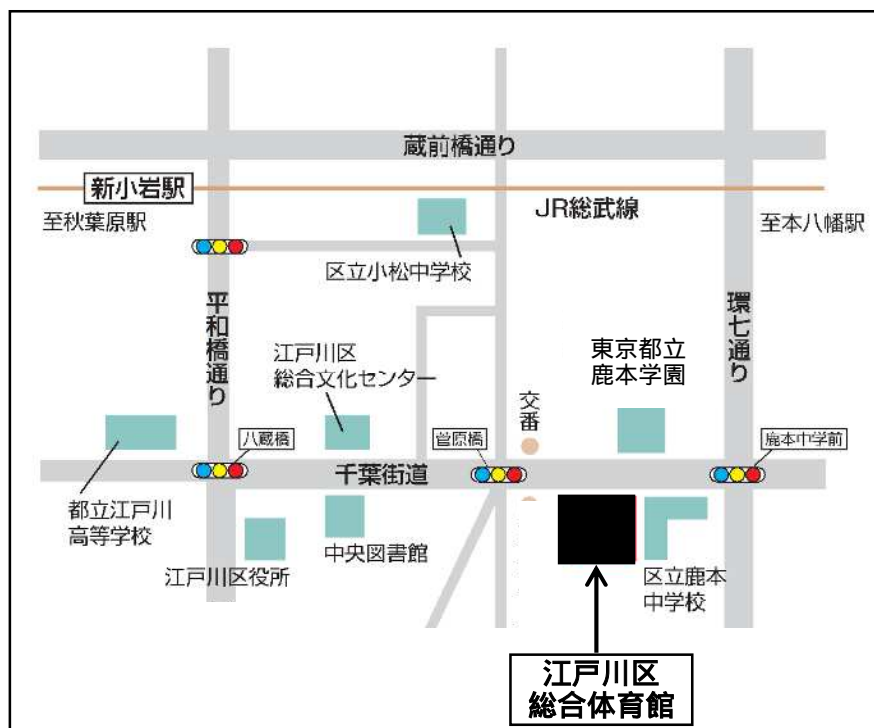 蔵前橋通り
新小岩駅
JR総武線
至秋葉原駅
至本八幡駅
区立小松中学校
平和橋通り
環七通り
江戸川区
総合文化センター
東京都立
鹿本学園
交番
八蔵橋
菅原橋
鹿本中学前
千葉街道
都立江戸川
高等学校
江戸川区役所
中央図書館
区立鹿本
中学校
江戸川区
総合体育館